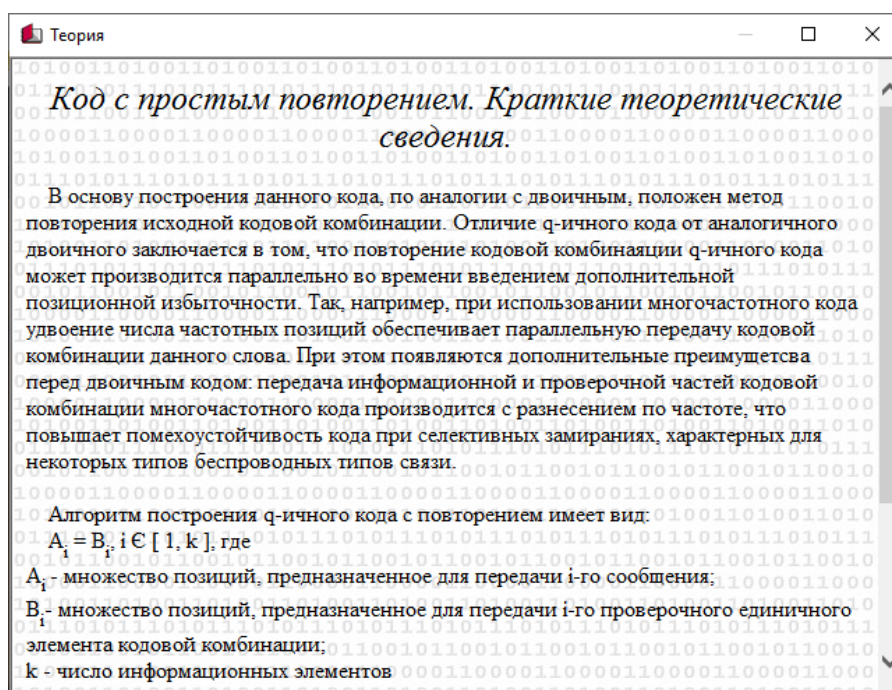 Теория
Код с простым повторением. Краткие теоретические
сведения.
В основу построения данного кода, по аналогии с двоичным, положен метод
повторения исходной кодовой комбинации. Отличие q-ичного кода от аналогичного
двоичного заключается в том, что повторение кодовой комбинаяции q-ичного кода
может производится параллельно во времени введением дополнительной
позиционной избыточности. Так, например, при использовании многочастотного кода
удвоение числа частотных позиций обеспечивает параллельную передачу кодовой
комбинации данного слова. При этом появляются дополнительные преимущетсва
перед двоичным кодом: передача информационной и проверочной частей кодовой
комбинации многочастотного кода производится с разнесением по частоте, что
повышает помехоустойчивость кода при селективных замираниях, характерных для
некоторых типов беспроводных типов связи.
Алгоритм построения q-ичного кода с повторением имеет вид:
A_i = B_i, i Є [ 1, k ], где
A_i - множество позиций, предназначенное для передачи i-го сообщения;
B_i - множество позиций, предназначенное для передачи i-го проверочного единичного
элемента кодовой комбинации;
k - число информационных элементов